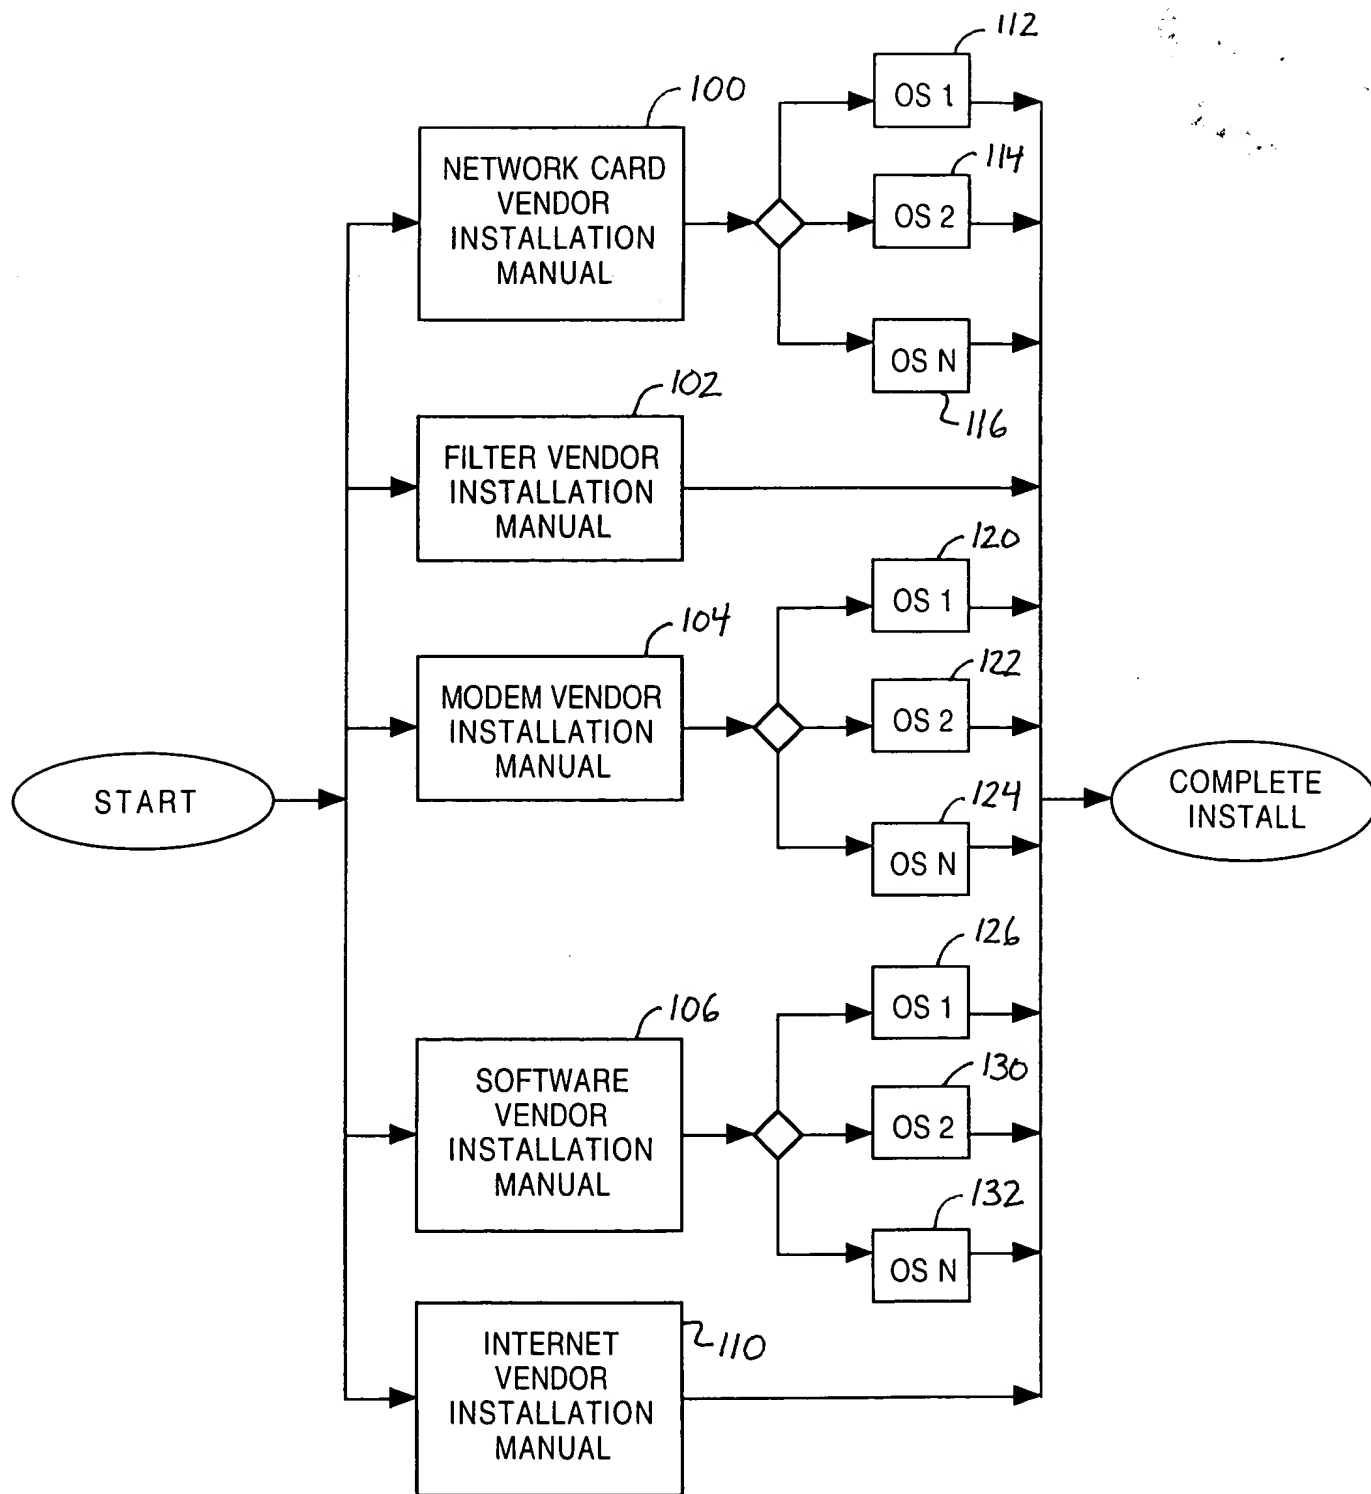 112
OS 1
100
NETWORK CARD
VENDOR
INSTALLATION
MANUAL
114
OS 2
OS N
116
102
FILTER VENDOR
INSTALLATION
MANUAL
120
OS 1
104
MODEM VENDOR
INSTALLATION
MANUAL
122
OS 2
124
OS N
START
COMPLETE
INSTALL
126
OS 1
106
SOFTWARE
VENDOR
INSTALLATION
MANUAL
130
OS 2
132
OS N
INTERNET
VENDOR
INSTALLATION
MANUAL
110